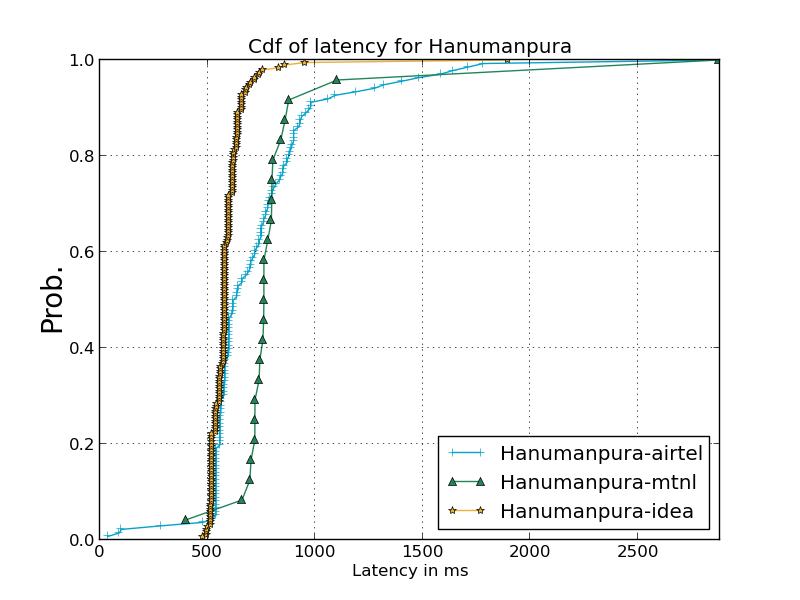 Cdf of latency for Hanumanpura
Prob.
1.0
0.8
0.6
0.4
0.2
0.0
0 500 1000 1500 2000 2500
Latency in ms
Hanumanpura-airtel
Hanumanpura-mtnl
Hanumanpura-idea